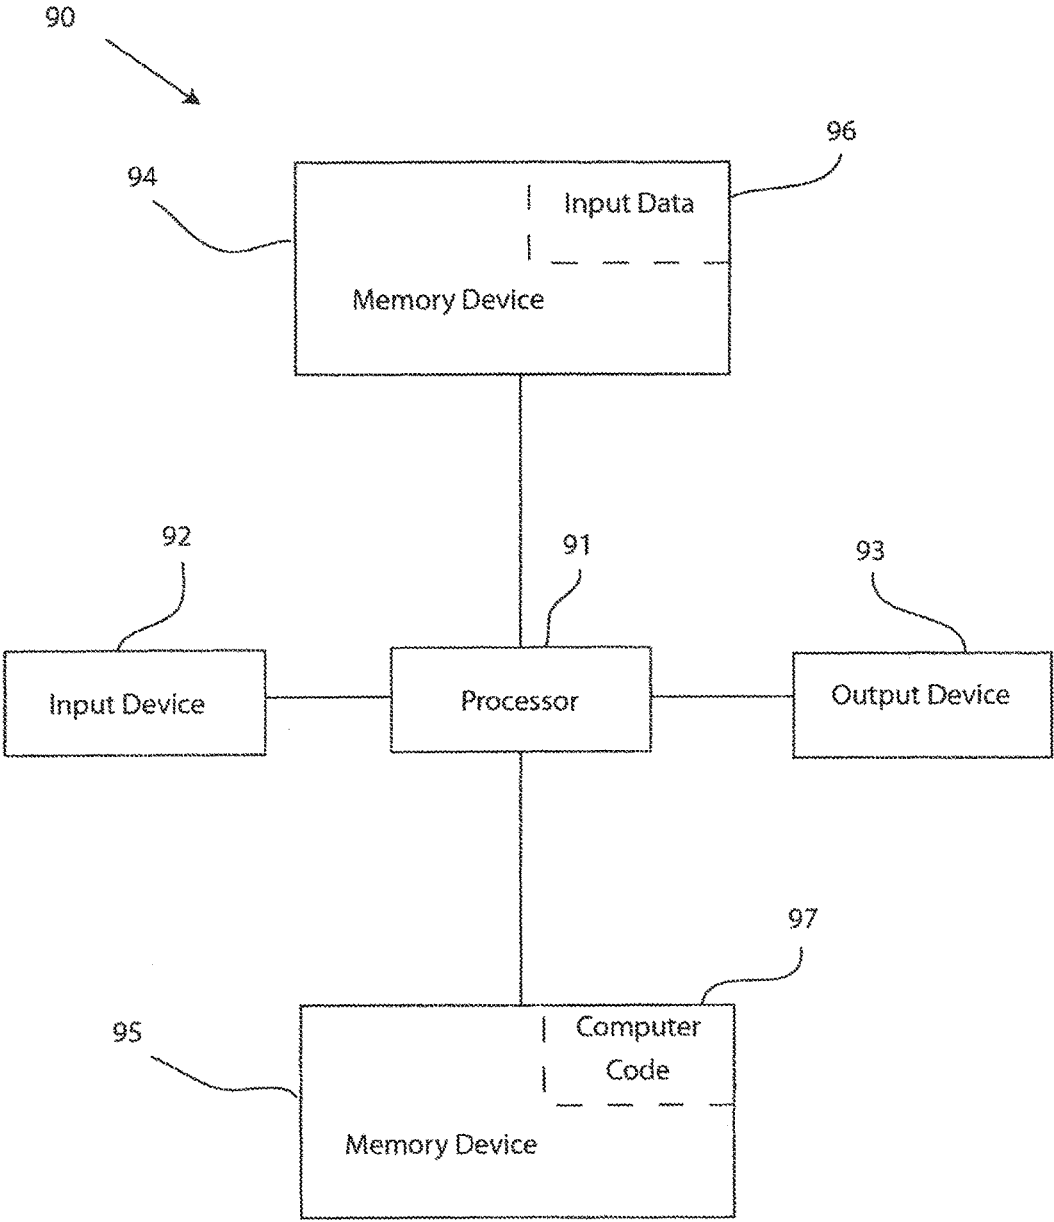 90
96
94
Input Data
Memory Device
92
91
93
Input Device
Processor
Output Device
97
95
Computer
Code
Memory Device